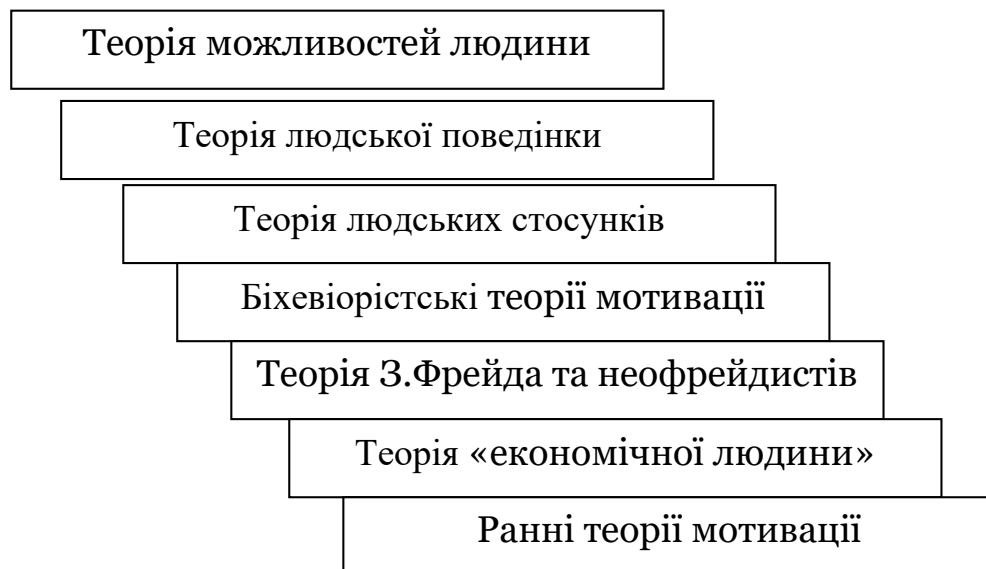 Теорія можливостей людини
Теорія людської поведінки
Теорія людських стосунків
Біхевіорістські теорії мотивації
Теорія З.Фрейда та неофрейдистів
Теорія «економічної людини»
Ранні теорії мотивації